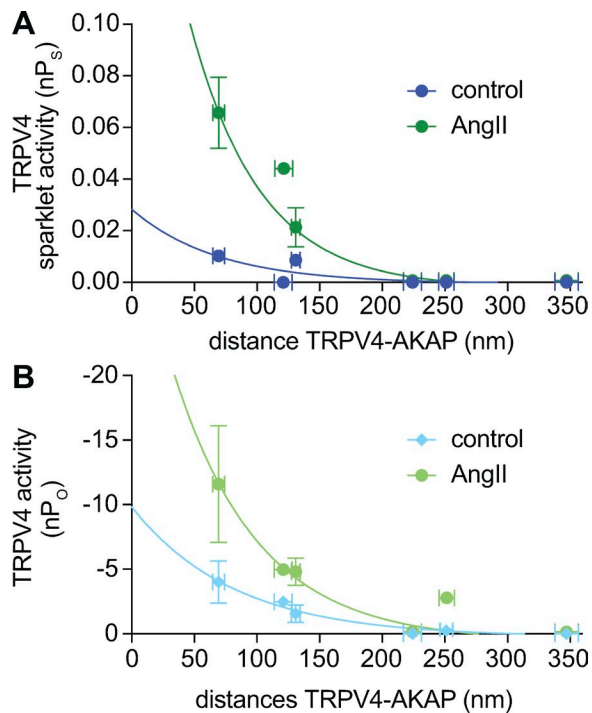 A
TRPV4
sparklet activity (nPS)
0.10
0.08
0.06
0.04
0.02
0.00
control
AngII
0 50 100 150 200 250 300 350
distance TRPV4-AKAP (nm)
B
TRPV4 activity
(nPO)
-20
-15
-10
-5
0
control
AngII
0 50 100 150 200 250 300 350
distances TRPV4-AKAP (nm)